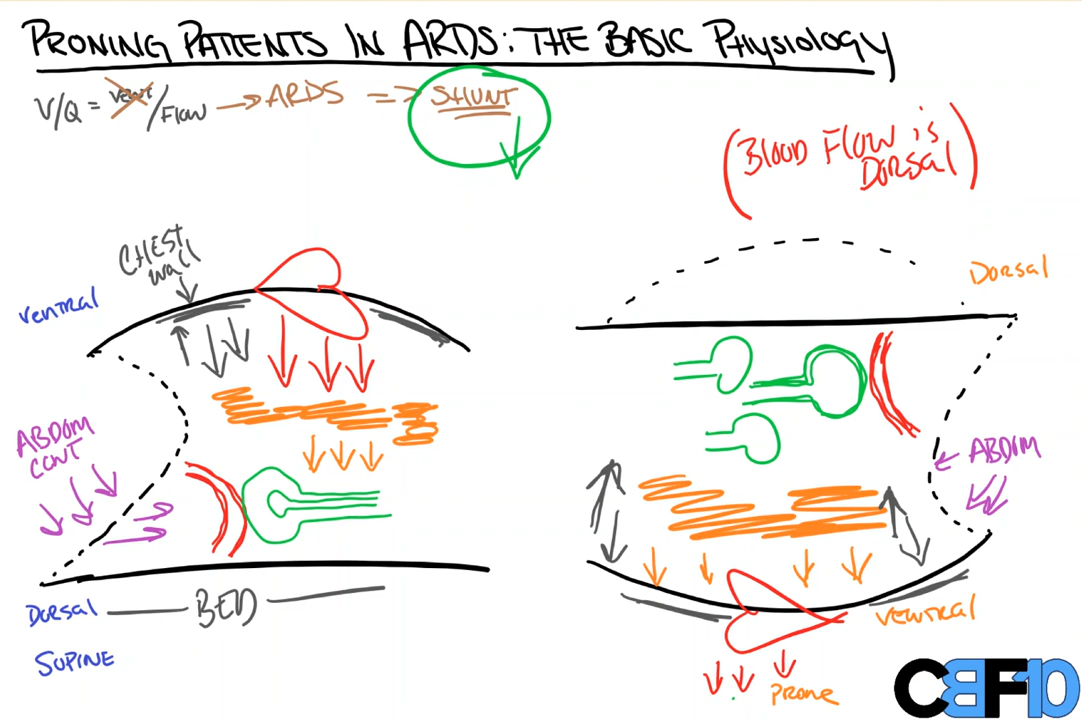 PRONING PATIENTS IN ARDS: THE BASIC PHYSIOLOGY
V/Q = VENT/FLOW → ARDS => SHUNT
(BLOOD FLOW is
DORSAL)
CHEST
Wall
Ventral
Dorsal
ABDOM
CONT
ABDOM
Dorsal
BED
VENTRAL
SUPINE
PRONE
CBF10